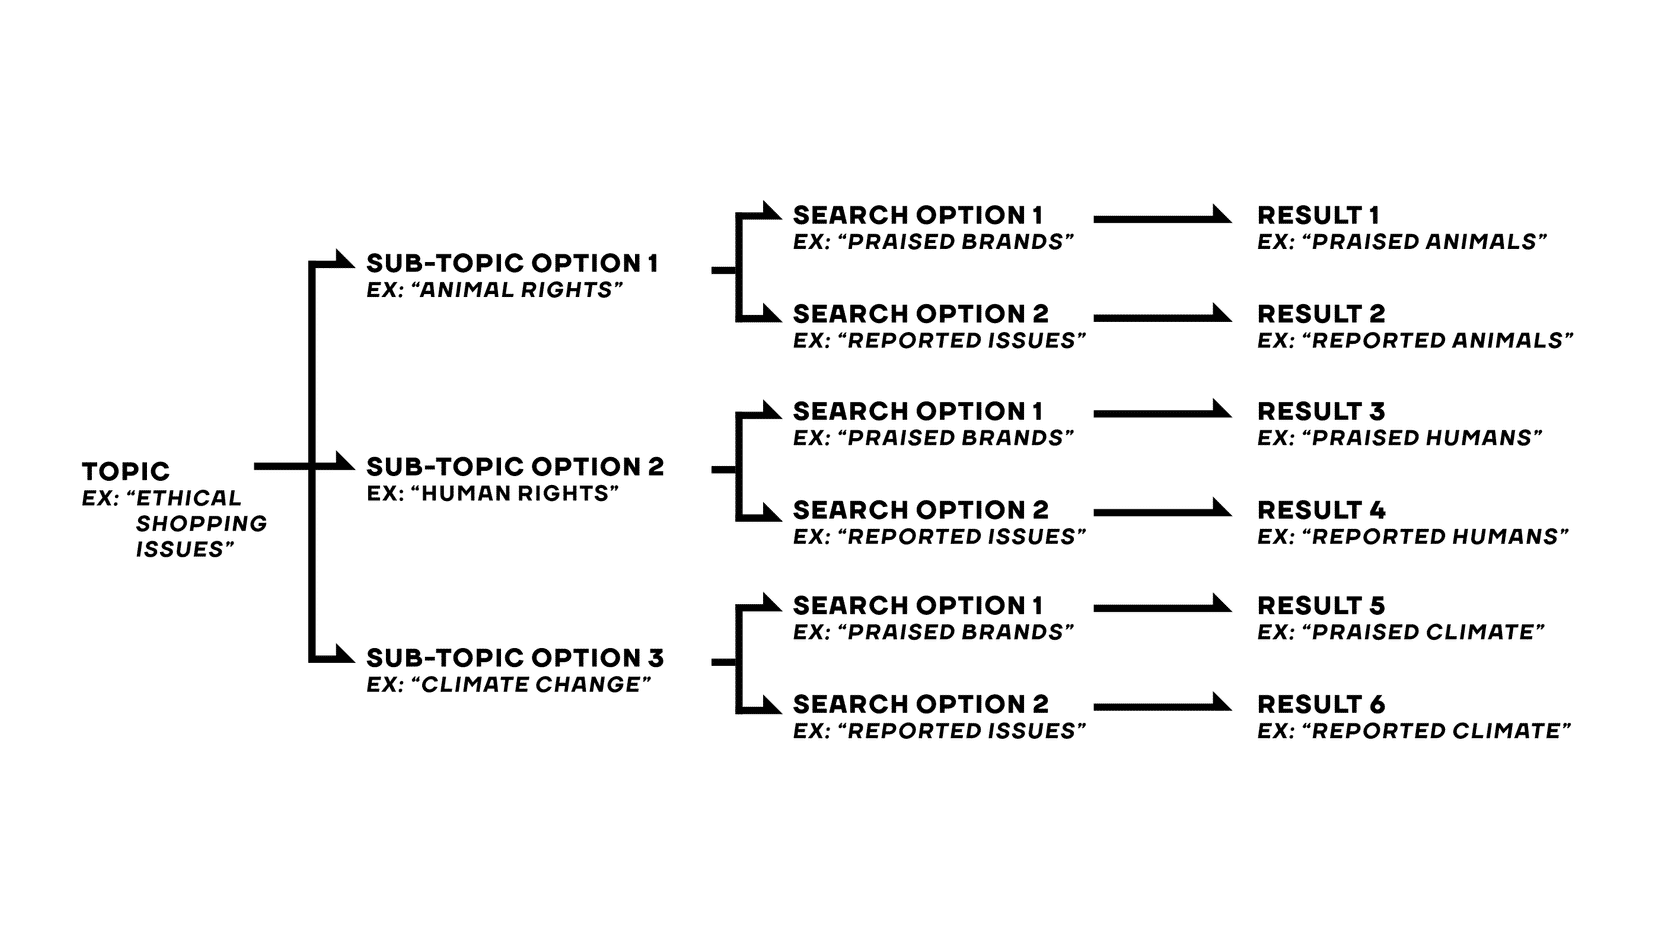 TOPIC
EX: “ETHICAL
SHOPPING
ISSUES”
SUB-TOPIC OPTION 1
EX: “ANIMAL RIGHTS”
SEARCH OPTION 1
EX: “PRAISED BRANDS”
RESULT 1
EX: “PRAISED ANIMALS”
SEARCH OPTION 2
EX: “REPORTED ISSUES”
RESULT 2
EX: “REPORTED ANIMALS”
SUB-TOPIC OPTION 2
EX: “HUMAN RIGHTS”
SEARCH OPTION 1
EX: “PRAISED BRANDS”
RESULT 3
EX: “PRAISED HUMANS”
SEARCH OPTION 2
EX: “REPORTED ISSUES”
RESULT 4
EX: “REPORTED HUMANS”
SUB-TOPIC OPTION 3
EX: “CLIMATE CHANGE”
SEARCH OPTION 1
EX: “PRAISED BRANDS”
RESULT 5
EX: “PRAISED CLIMATE”
SEARCH OPTION 2
EX: “REPORTED ISSUES”
RESULT 6
EX: “REPORTED CLIMATE”